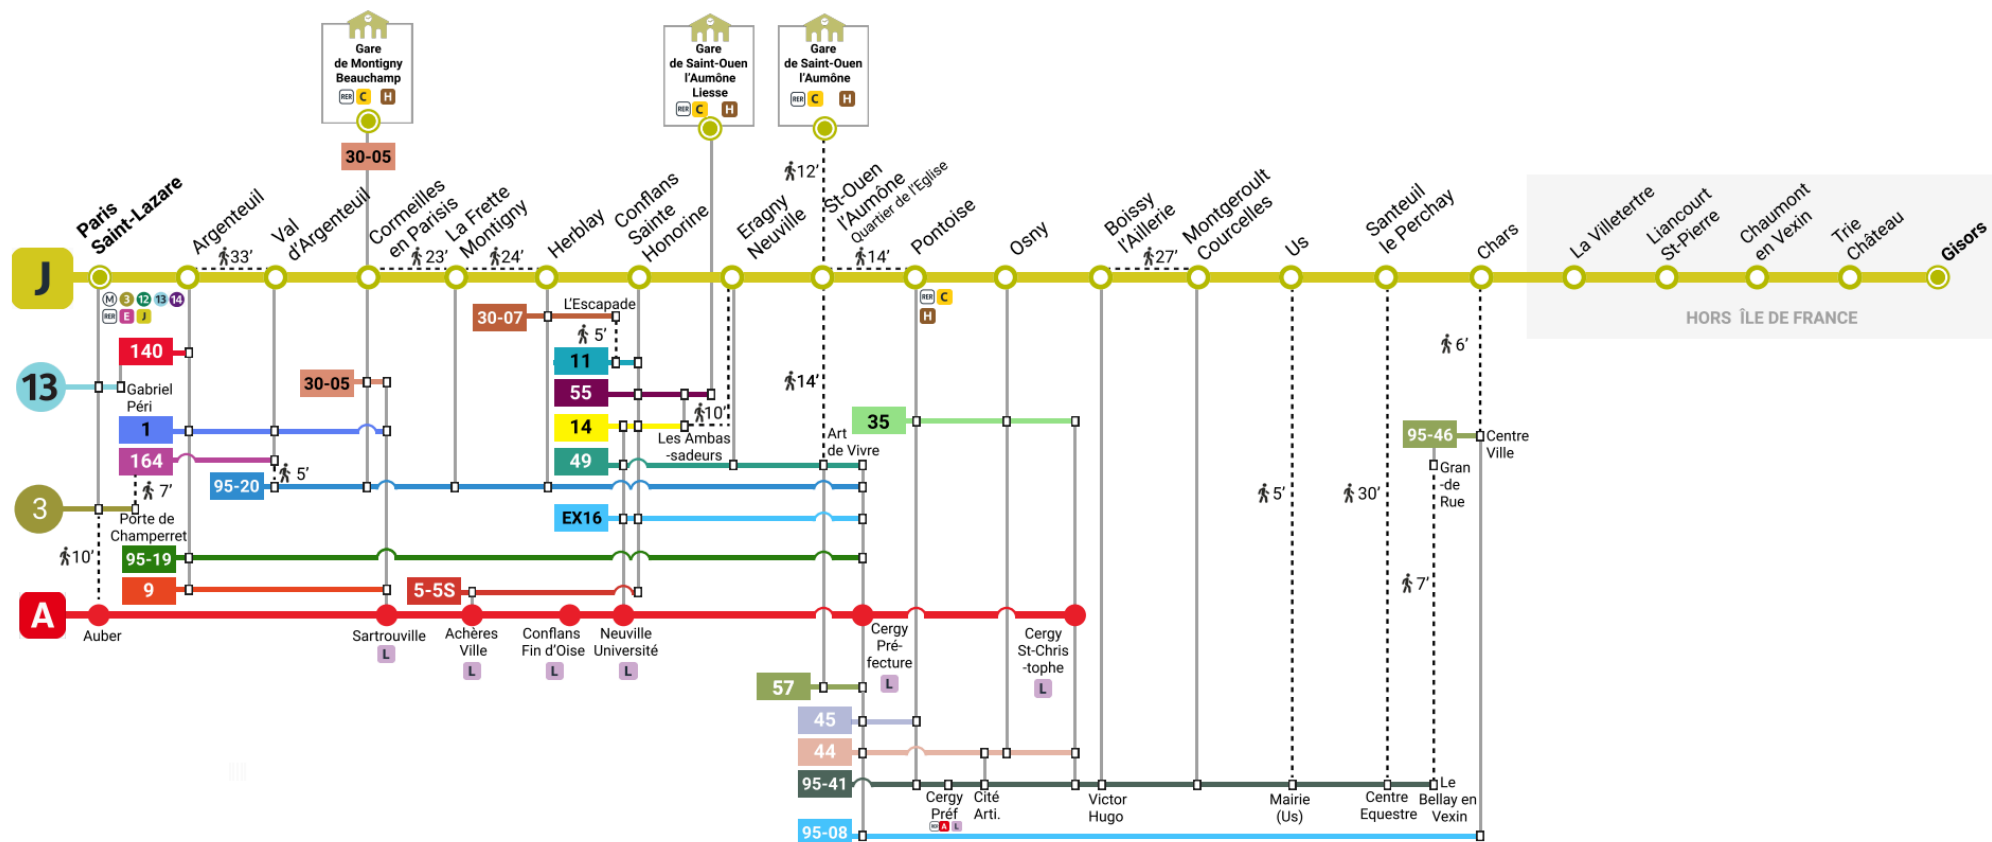 Gare
de Montigny
Beauchamp
RER C H
30-05
Gare
de Saint-Ouen
l'Aumône
Liesse
RER C H
Gare
de Saint-Ouen
l'Aumône
RER C H
12'
Paris
Saint-Lazare
Argenteuil
Val
d'Argenteuil
Cormeilles
en Parisis
La Frette
Montigny
Herblay
Conflans
Sainte
Honorine
Eragny
Neuville
St-Ouen
l'Aumône
Quartier de l'Eglise
Pontoise
Osny
Boissy
l'Aillerie
Montgeroult
Courcelles
Us
Santeuil
le Perchay
Chars
La Villetertre
Liancourt
St-Pierre
Chaumont
en Vexin
Trie
Château
Gisors
33'
23'
24'
14'
27'
J
M 3 12 13 14
RER E J
RER C
H
HORS ÎLE DE FRANCE
30-07
L'Escapade
5'
6'
140
11
13
Gabriel
Péri
30-05
55
14'
10'
1
14
Les Ambas
-sadeurs
35
95-46
Centre
Ville
164
5'
49
Art
de Vivre
Gran
-de
Rue
95-20
7'
5'
30'
3
Porte de
Champerret
EX16
10'
95-19
9
5-5S
7'
A
Auber
Sartrouville
L
Achères
Ville
L
Conflans
Fin d'Oise
L
Neuville
Université
L
Cergy
Pré-
fecture
L
Cergy
St-Chris
-tophe
L
57
45
44
95-41
Cergy
Préf
RER A L
Cité
Arti.
Victor
Hugo
Mairie
(Us)
Centre
Equestre
Le
Bellay en
Vexin
95-08